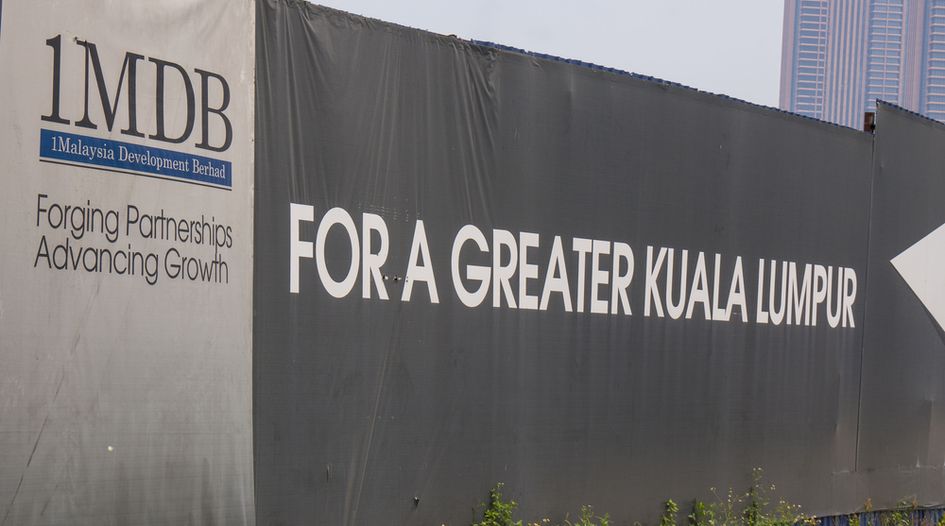 1MDB
1Malaysia Development Berhad
Forging Partnerships
Advancing Growth
FOR A GREATER KUALA LUMPUR